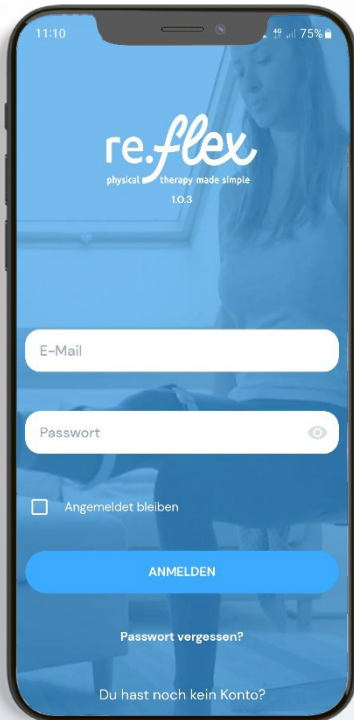 11:10
4G 75%
re.flex
physical therapy made simple
1.0.3
E-Mail
Passwort
Angemeldet bleiben
ANMELDEN
Passwort vergessen?
Du hast noch kein Konto?